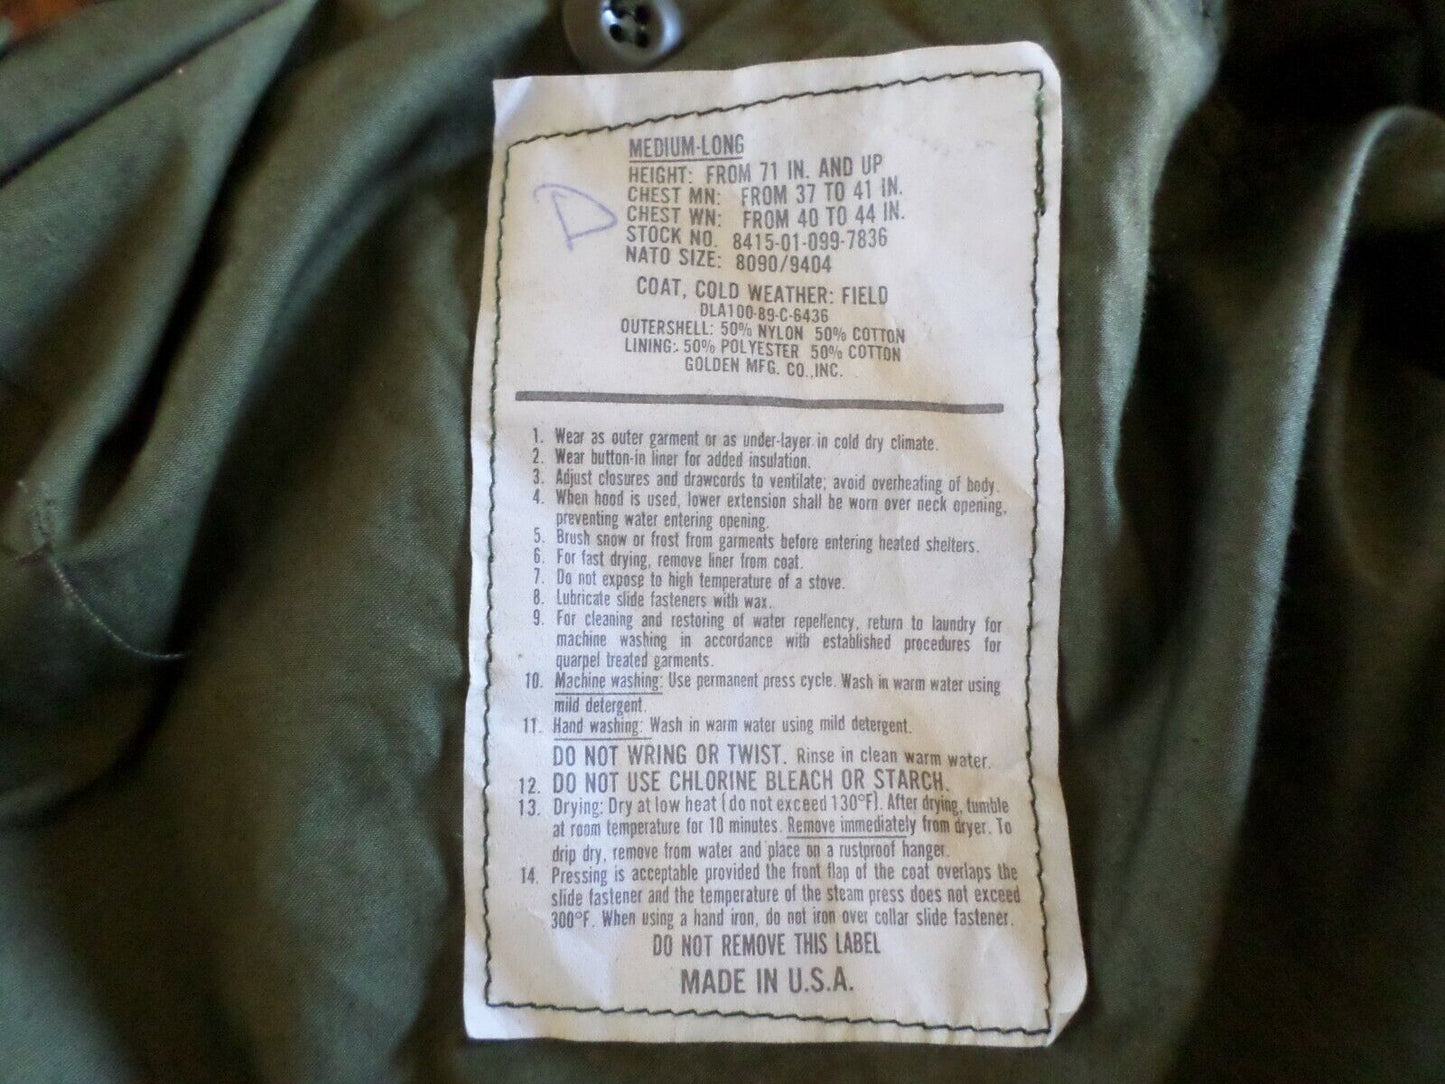 MEDIUM-LONG
HEIGHT: FROM 71 IN. AND UP
CHEST MN: FROM 37 TO 41 IN.
CHEST WN: FROM 40 TO 44 IN.
STOCK NO. 8415-01-099-7836
NATO SIZE: 8090/9404
D
COAT, COLD WEATHER: FIELD
DLA100-89-C-6436
OUTERSHELL: 50% NYLON 50% COTTON
LINING: 50% POLYESTER 50% COTTON
GOLDEN MFG. CO., INC.
1. Wear as outer garment or as under-layer in cold dry climate.
2. Wear button-in liner for added insulation.
3. Adjust closures and drawcords to ventilate; avoid overheating of body.
4. When hood is used, lower extension shall be worn over neck opening,
preventing water entering opening.
5. Brush snow or frost from garments before entering heated shelters.
6. For fast drying, remove liner from coat.
7. Do not expose to high temperature of a stove.
8. Lubricate slide fasteners with wax.
9. For cleaning and restoring of water repellency, return to laundry for
machine washing in accordance with established procedures for
quarpel treated garments.
10. Machine washing: Use permanent press cycle. Wash in warm water using
mild detergent.
11. Hand washing: Wash in warm water using mild detergent.
DO NOT WRING OR TWIST. Rinse in clean warm water.
12. DO NOT USE CHLORINE BLEACH OR STARCH.
13. Drying: Dry at low heat (do not exceed 130°F). After drying, tumble
at room temperature for 10 minutes. Remove immediately from dryer. To
drip dry, remove from water and place on a rustproof hanger.
14. Pressing is acceptable provided the front flap of the coat overlaps the
slide fastener and the temperature of the steam press does not exceed
300°F. When using a hand iron, do not iron over collar slide fastener.
DO NOT REMOVE THIS LABEL
MADE IN U.S.A.